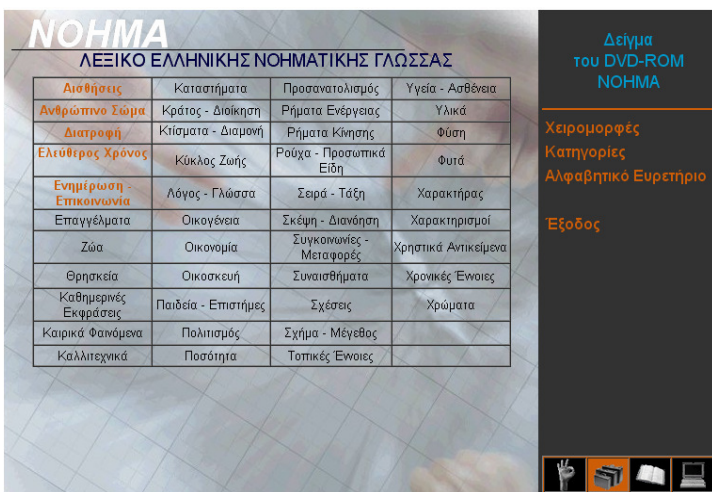 ΝΟΗΜΑ
ΛΕΞΙΚΟ ΕΛΛΗΝΙΚΗΣ ΝΟΗΜΑΤΙΚΗΣ ΓΛΩΣΣΑΣ
Αισθήσεις Καταστήματα Προσανατολισμός Υγεία - Ασθένεια
Ανθρώπινο Σώμα Κράτος - Διοίκηση Ρήματα Ενέργειας Υλικά
Διατροφή Κτίσματα - Διαμονή Ρήματα Κίνησης Φύση
Ελεύθερος Χρόνος Κύκλος Ζωής Ρούχα - Προσωπικά
Είδη Φυτά
Ενημέρωση -
Επικοινωνία Λόγος - Γλώσσα Σειρά - Τάξη Χαρακτήρας
Επαγγέλματα Οικογένεια Σκέψη - Διανόηση Χαρακτηρισμοί
Ζώα Οικονομία Συγκοινωνίες -
Μεταφορές Χρηστικά Αντικείμενα
Θρησκεία Οικοσκευή Συναισθήματα Χρονικές Έννοιες
Καθημερινές
Εκφράσεις Παιδεία - Επιστήμες Σχέσεις Χρώματα
Καιρικά Φαινόμενα Πολιτισμός Σχήμα - Μέγεθος
Καλλιτεχνικά Ποσότητα Τοπικές Έννοιες
Δείγμα
του DVD-ROM
ΝΟΗΜΑ
Χειρομορφές
Κατηγορίες
Αλφαβητικό Ευρετήριο
Έξοδος